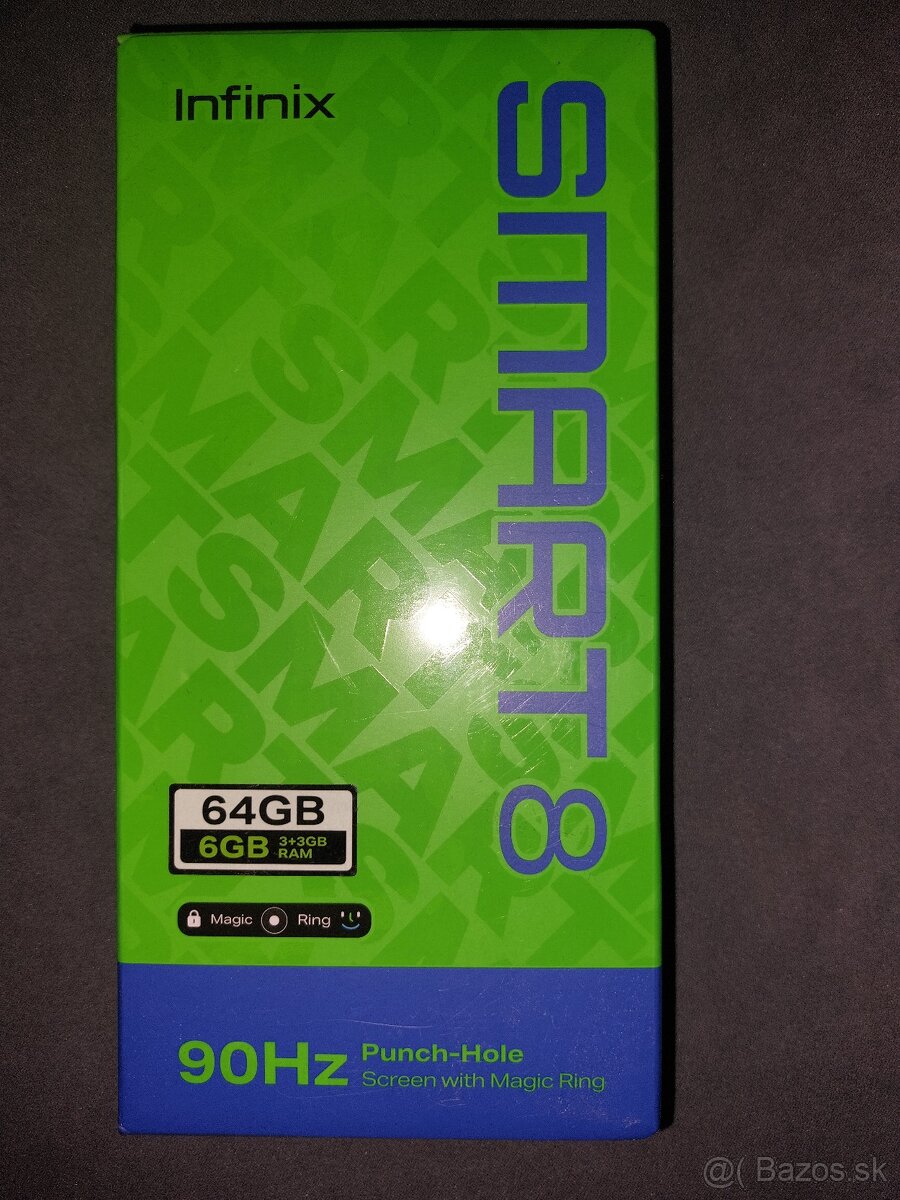 Infinix
SMART 8
64GB
6GB 3+3GB RAM
Magic Ring
90Hz Punch-Hole
Screen with Magic Ring
@( Bazos.sk